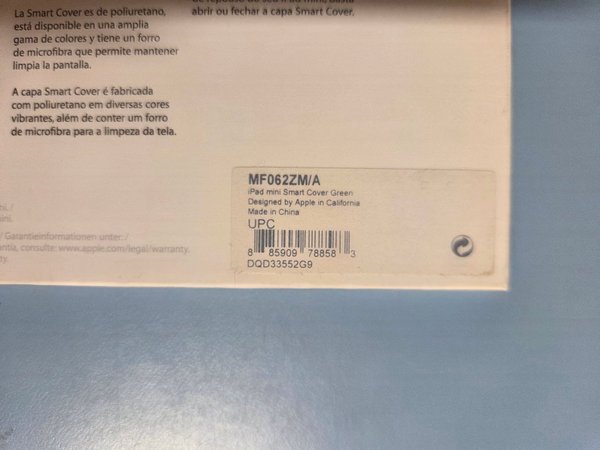 La Smart Cover es de poliuretano,
está disponible en una amplia
gama de colores y tiene un forro
de microfibra que permite mantener
limpia la pantalla.
A capa Smart Cover é fabricada
com poliuretano em diversas cores
vibrantes, além de conter um forro
de microfibra para a limpeza da tela.
abrir ou fechar a capa Smart Cover.
ni. /
ini.
/ Garantieinformationen unter: /
antía, consulte: www.apple.com/legal/warranty.
ty.
MF062ZM/A
iPad mini Smart Cover Green
Designed by Apple in California
Made in China
UPC
8 85909 78858 3
DQD33552G9